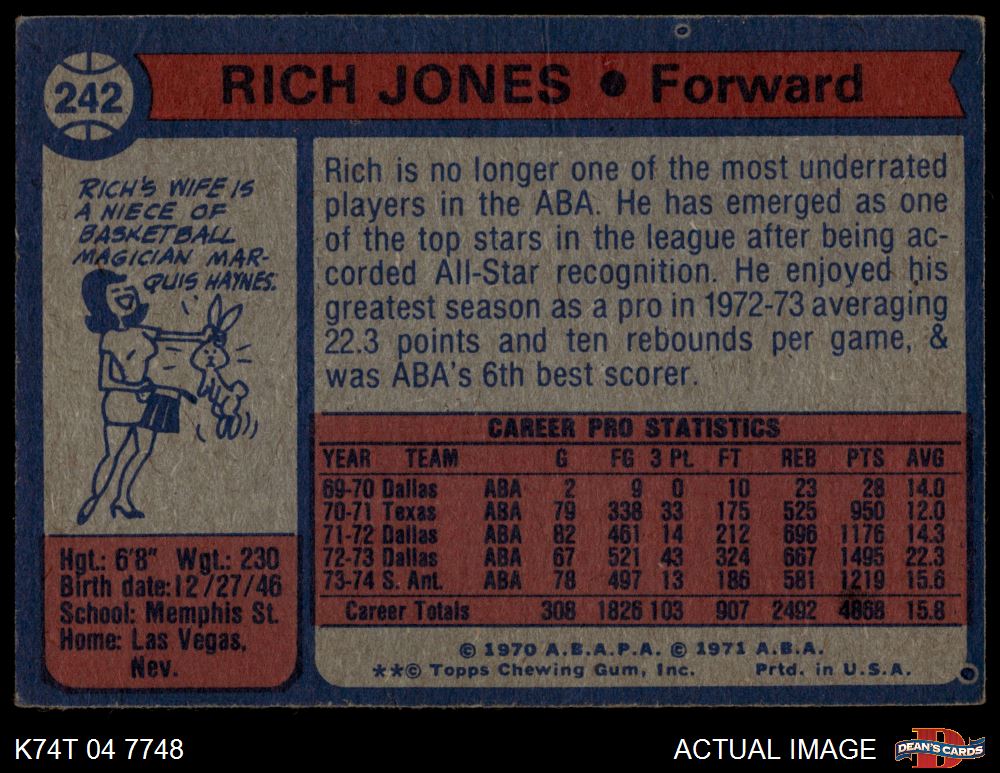 242
RICH JONES • Forward
RICH'S WIFE IS
A NIECE OF
BASKETBALL
MAGICIAN MAR-
QUIS HAYNES.
Rich is no longer one of the most underrated
players in the ABA. He has emerged as one
of the top stars in the league after being ac-
corded All-Star recognition. He enjoyed his
greatest season as a pro in 1972-73 averaging
22.3 points and ten rebounds per game, &
was ABA's 6th best scorer.
Hgt.: 6'8" Wgt.: 230
Birth date: 12/27/46
School: Memphis St.
Home: Las Vegas,
Nev.
CAREER PRO STATISTICS
YEAR TEAM G FG 3 Pt. FT REB PTS AVG
69-70 Dallas ABA 2 9 0 10 23 28 14.0
70-71 Texas ABA 79 338 33 175 525 950 12.0
71-72 Dallas ABA 82 461 14 212 696 1176 14.3
72-73 Dallas ABA 67 521 43 324 667 1495 22.3
73-74 S. Ant. ABA 78 497 13 186 581 1219 15.6
Career Totals 308 1826 103 907 2492 4868 15.8
© 1970 A.B.A.P.A. © 1971 A.B.A.
**© Topps Chewing Gum, Inc. Prtd. in U.S.A.
K74T 04 7748
ACTUAL IMAGE
D
DEAN'S CARDS